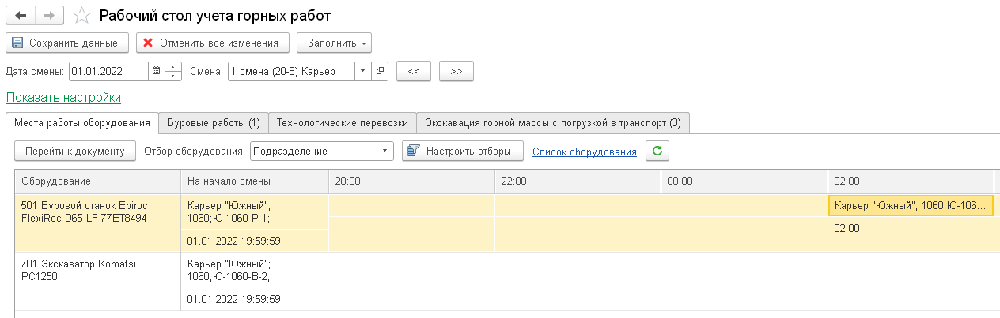 Рабочий стол учета горных работ
Сохранить данные Отменить все изменения Заполнить
Дата смены: 01.01.2022 Смена: 1 смена (20-8) Карьер << >>
Показать настройки
Места работы оборудования Буровые работы (1) Технологические перевозки Экскавация горной массы с погрузкой в транспорт (3)
Перейти к документу Отбор оборудования: Подразделение Настроить отборы Список оборудования
Оборудование На начало смены 20:00 22:00 00:00 02:00
501 Буровой станок Epiroc Карьер "Южный"; Карьер "Южный"; 1060;Ю-106...
FlexiRoc D65 LF 77ET8494 1060;Ю-1060-Р-1;
01.01.2022 19:59:59 02:00
701 Экскаватор Komatsu Карьер "Южный";
PC1250 1060;Ю-1060-В-2;
01.01.2022 19:59:59